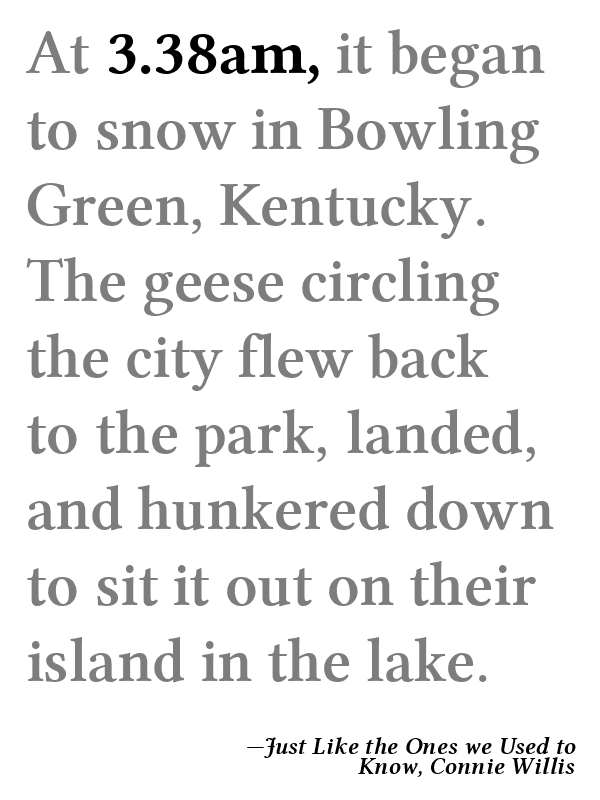 At 3.38am, it began
to snow in Bowling
Green, Kentucky.
The geese circling
the city flew back
to the park, landed,
and hunkered down
to sit it out on their
island in the lake.
—Just Like the Ones we Used to
Know, Connie Willis